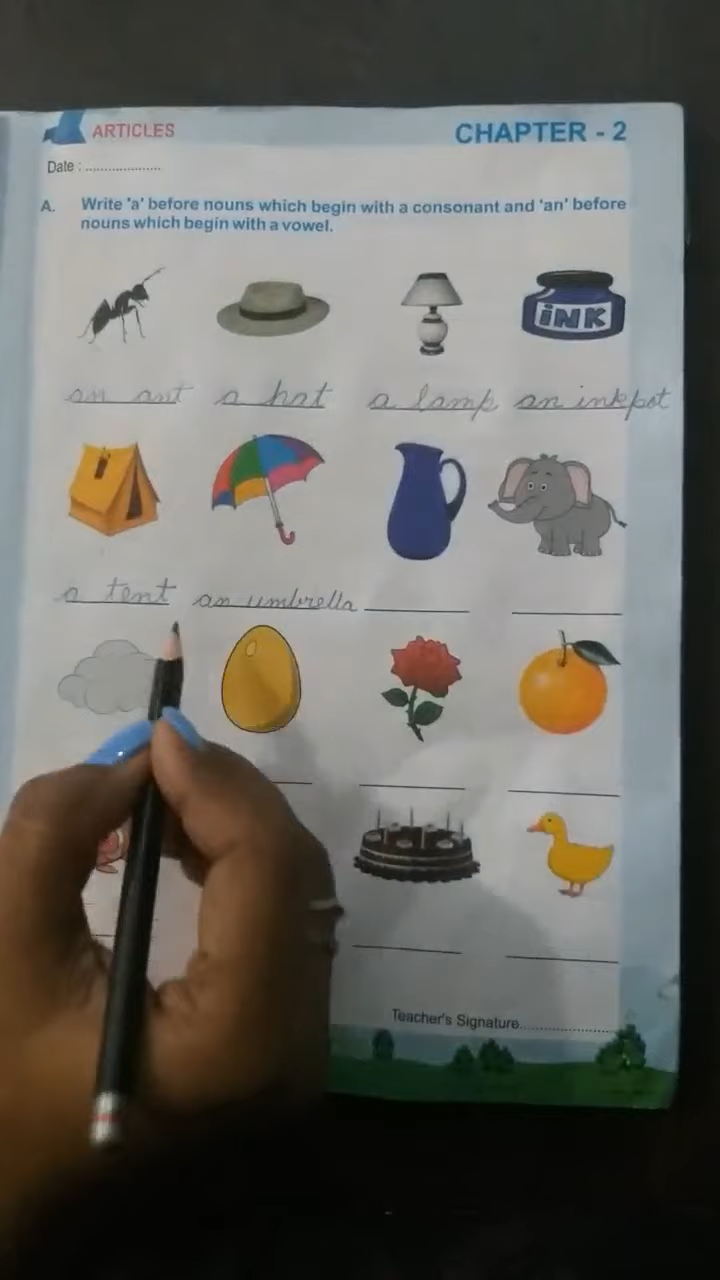 ARTICLES CHAPTER - 2
Date : ...................
A. Write 'a' before nouns which begin with a consonant and 'an' before
nouns which begin with a vowel.
iNK
an ant a hat a lamp an inkpot
a tent an umbrella
Teacher's Signature.........................